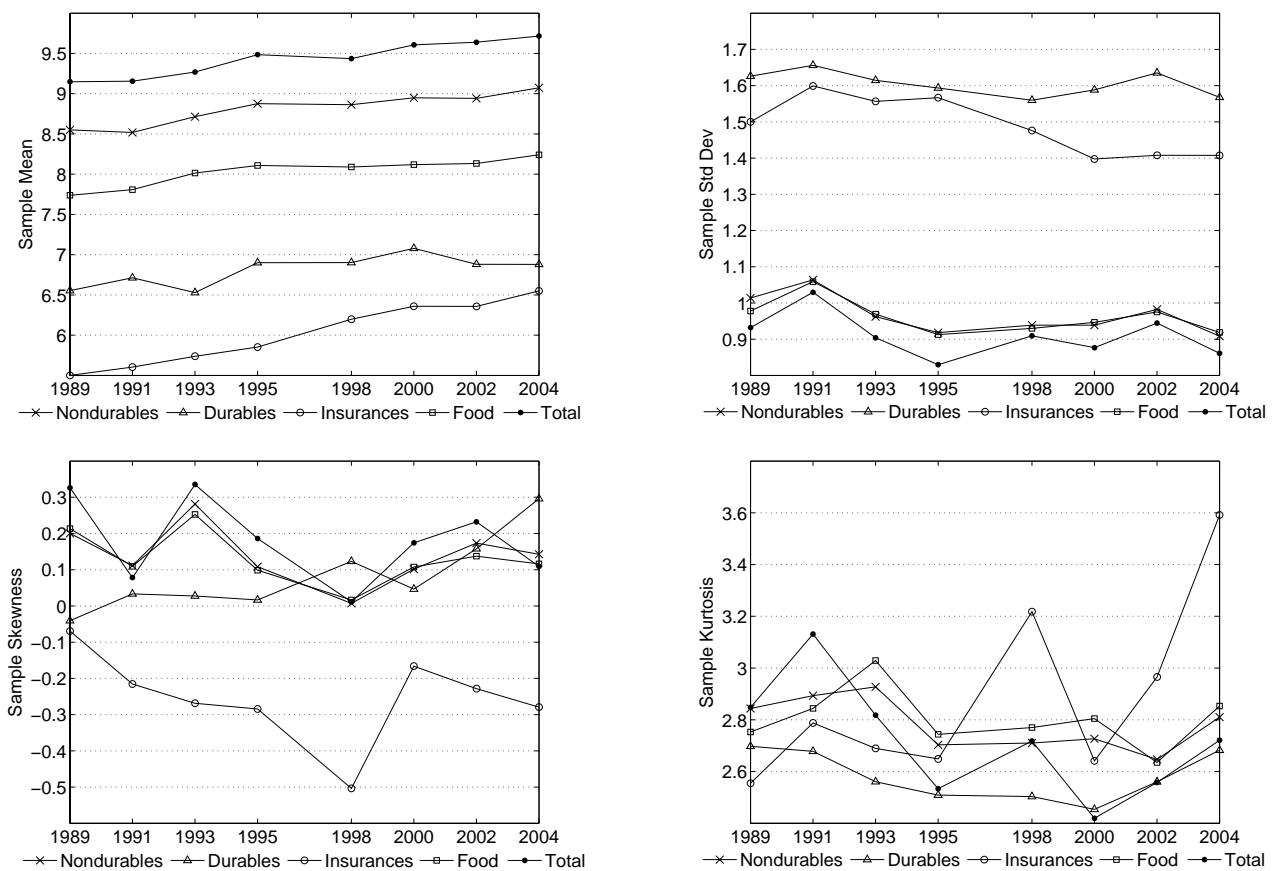 Sample Mean
9.5
9
8.5
8
7.5
7
6.5
6
1989 1991 1993 1995 1998 2000 2002 2004
Nondurables Durables Insurances Food Total
Sample Std Dev
1.7
1.6
1.5
1.4
1.3
1.2
1.1
1
0.9
1989 1991 1993 1995 1998 2000 2002 2004
Nondurables Durables Insurances Food Total
Sample Skewness
0.3
0.2
0.1
0
−0.1
−0.2
−0.3
−0.4
−0.5
1989 1991 1993 1995 1998 2000 2002 2004
Nondurables Durables Insurances Food Total
Sample Kurtosis
3.6
3.4
3.2
3
2.8
2.6
1989 1991 1993 1995 1998 2000 2002 2004
Nondurables Durables Insurances Food Total